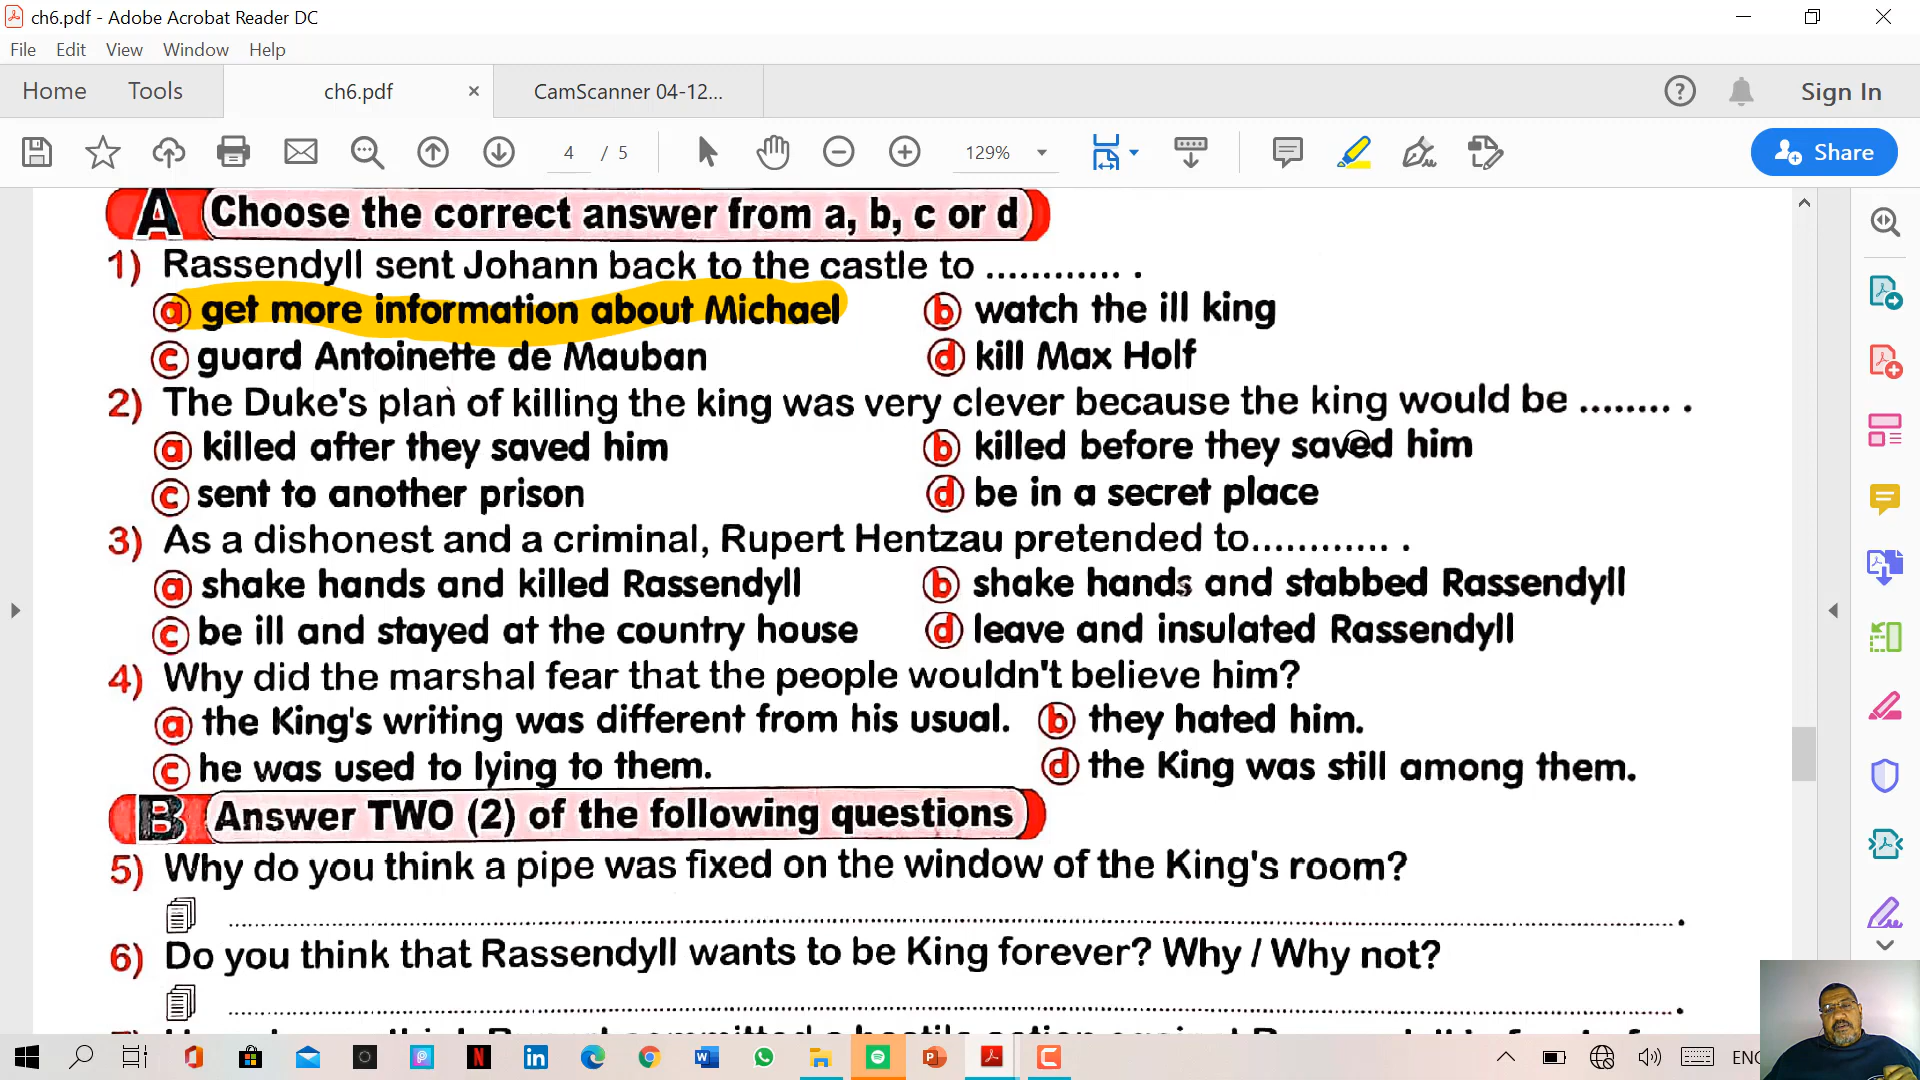 ch6.pdf - Adobe Acrobat Reader DC
File Edit View Window Help
Home Tools ch6.pdf × CamScanner 04-12... Sign In
4 / 5 129% Share
A Choose the correct answer from a, b, c or d
1) Rassendyll sent Johann back to the castle to ............ .
a get more information about Michael b watch the ill king
c guard Antoinette de Mauban d kill Max Holf
2) The Duke's plan of killing the king was very clever because the king would be ........ .
a killed after they saved him b killed before they saved him
c sent to another prison d be in a secret place
3) As a dishonest and a criminal, Rupert Hentzau pretended to............ .
a shake hands and killed Rassendyll b shake hands and stabbed Rassendyll
c be ill and stayed at the country house d leave and insulated Rassendyll
4) Why did the marshal fear that the people wouldn't believe him?
a the King's writing was different from his usual. b they hated him.
c he was used to lying to them. d the King was still among them.
B Answer TWO (2) of the following questions
5) Why do you think a pipe was fixed on the window of the King's room?
6) Do you think that Rassendyll wants to be King forever? Why / Why not?
ENG